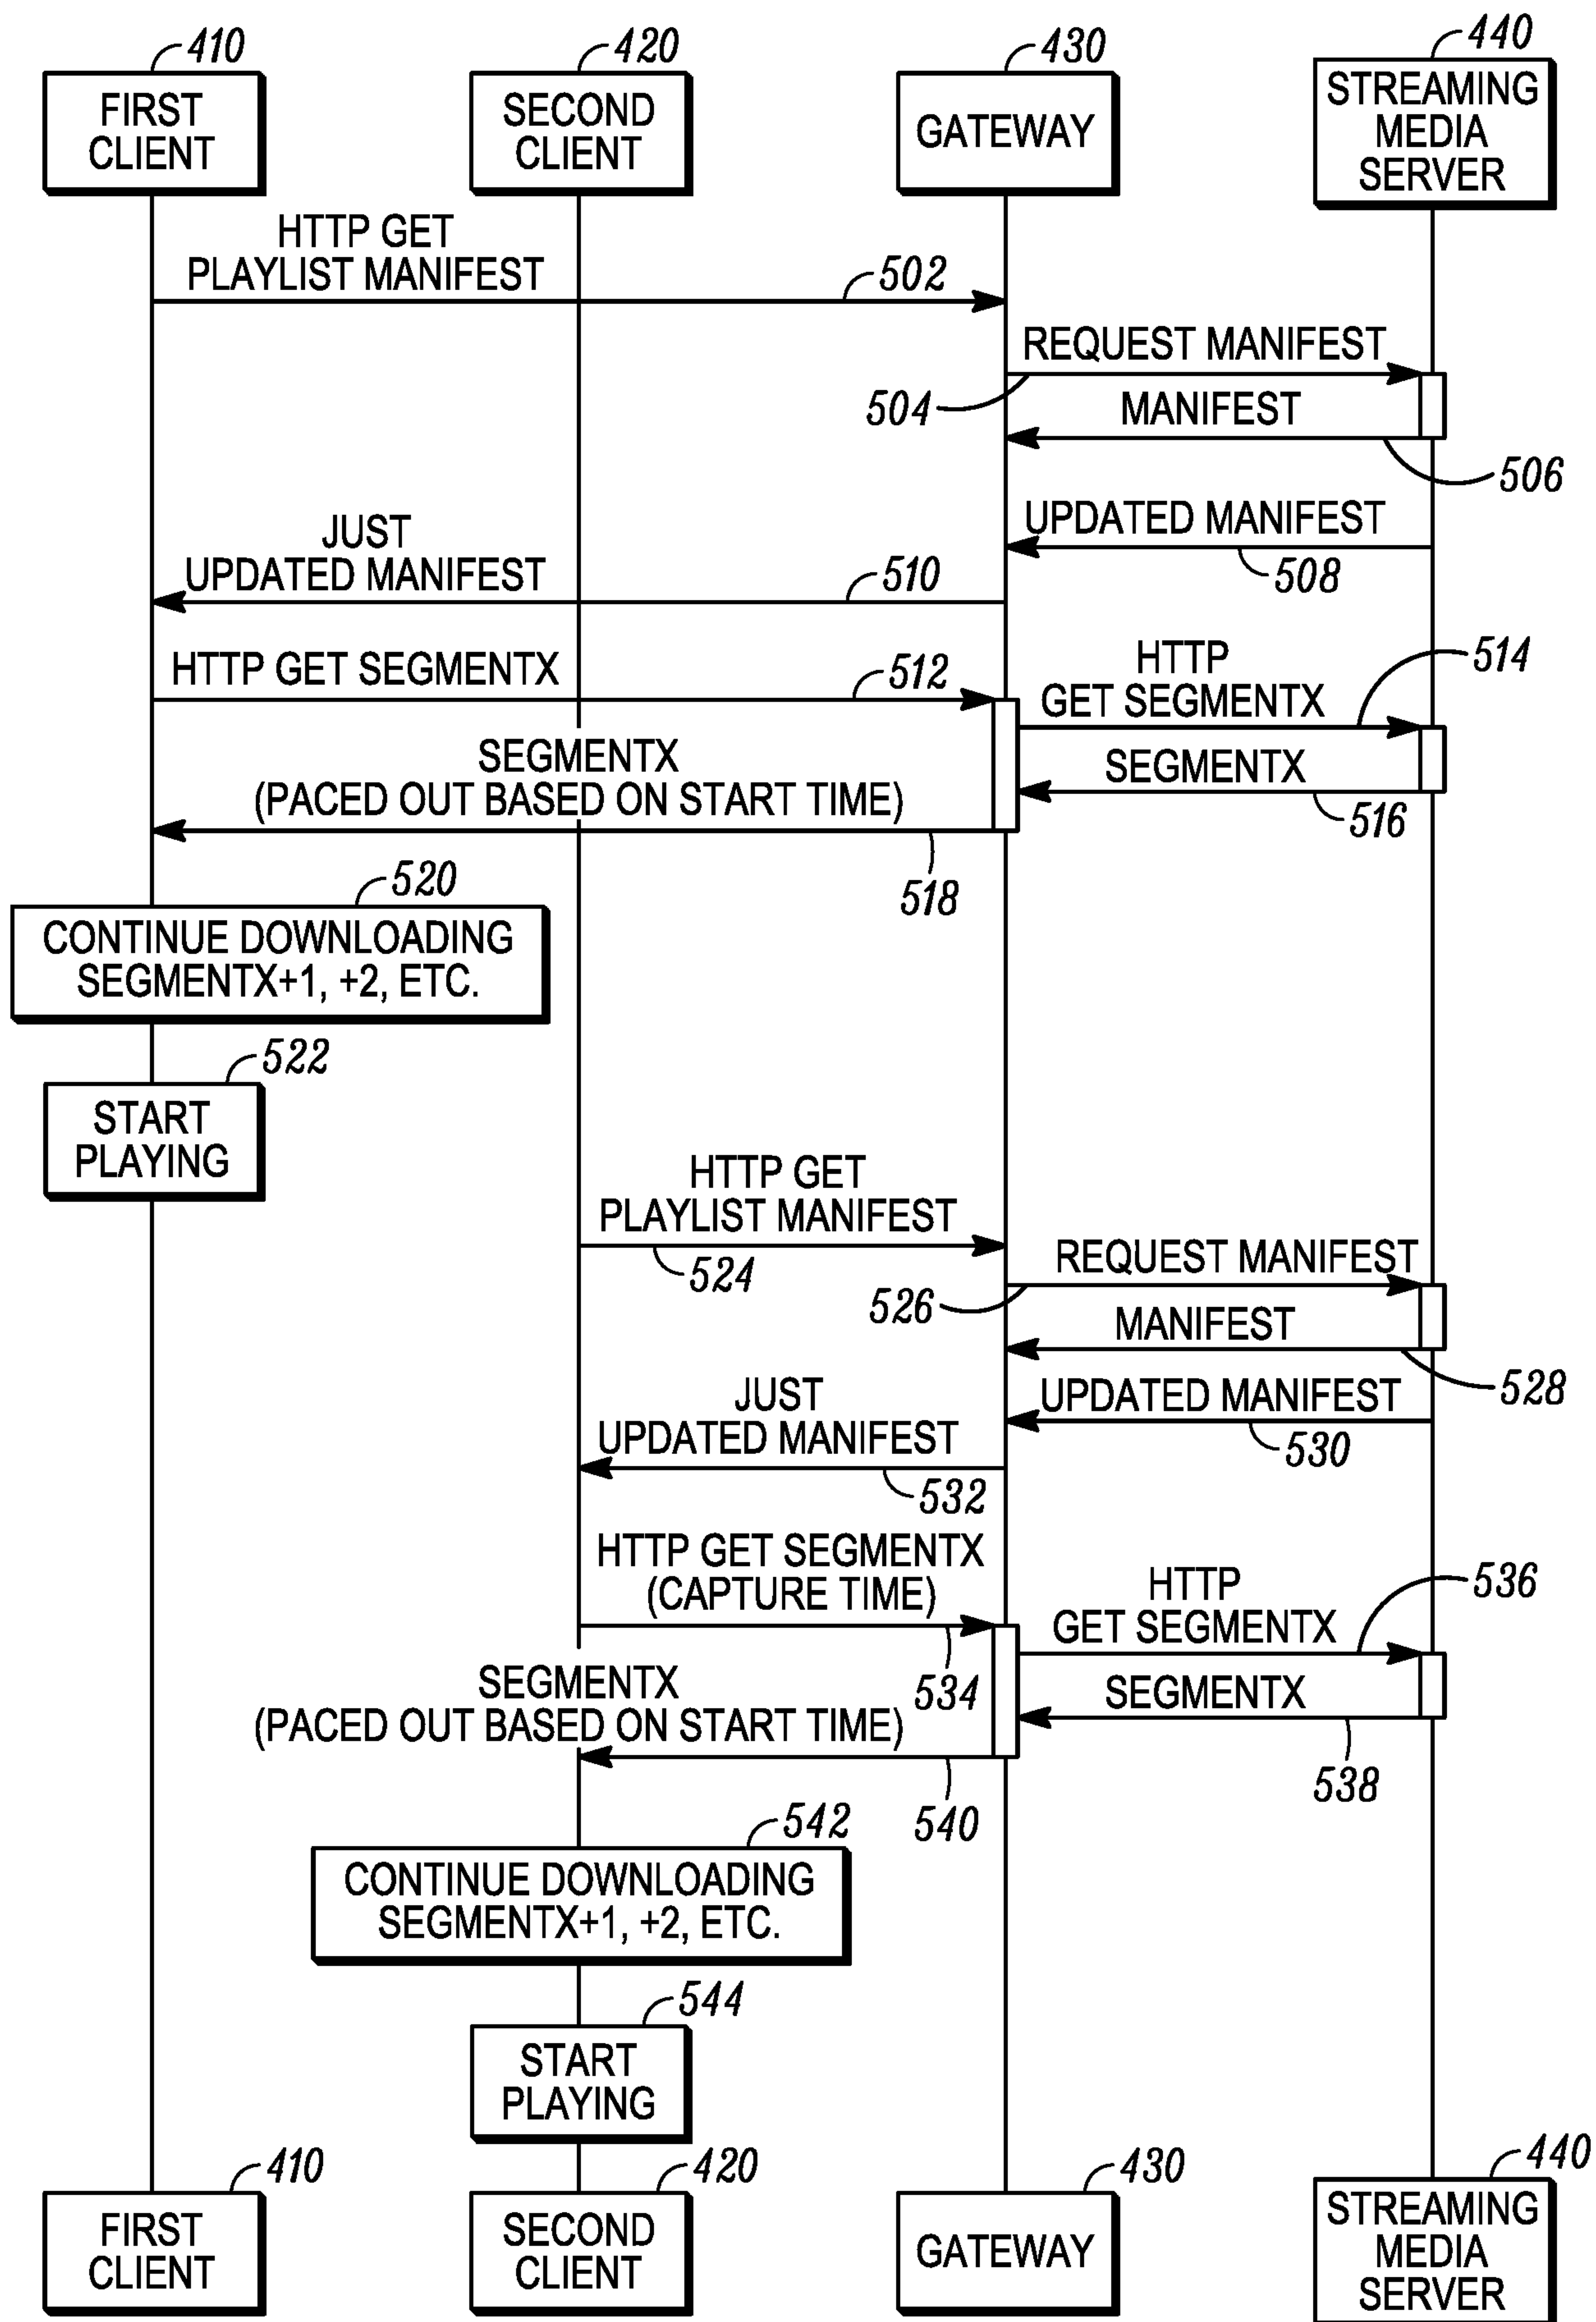 410
420
430
440
FIRST
CLIENT
SECOND
CLIENT
GATEWAY
STREAMING
MEDIA
SERVER
HTTP GET
PLAYLIST MANIFEST
502
REQUEST MANIFEST
504
MANIFEST
506
UPDATED MANIFEST
508
JUST
UPDATED MANIFEST
510
HTTP GET SEGMENTX
512
HTTP
GET SEGMENTX
514
SEGMENTX
516
SEGMENTX
(PACED OUT BASED ON START TIME)
518
520
CONTINUE DOWNLOADING
SEGMENTX+1, +2, ETC.
522
START
PLAYING
HTTP GET
PLAYLIST MANIFEST
524
REQUEST MANIFEST
526
MANIFEST
528
UPDATED MANIFEST
530
JUST
UPDATED MANIFEST
532
HTTP GET SEGMENTX
(CAPTURE TIME)
534
HTTP
GET SEGMENTX
536
SEGMENTX
538
SEGMENTX
(PACED OUT BASED ON START TIME)
540
542
CONTINUE DOWNLOADING
SEGMENTX+1, +2, ETC.
544
START
PLAYING
410
420
430
440
FIRST
CLIENT
SECOND
CLIENT
GATEWAY
STREAMING
MEDIA
SERVER